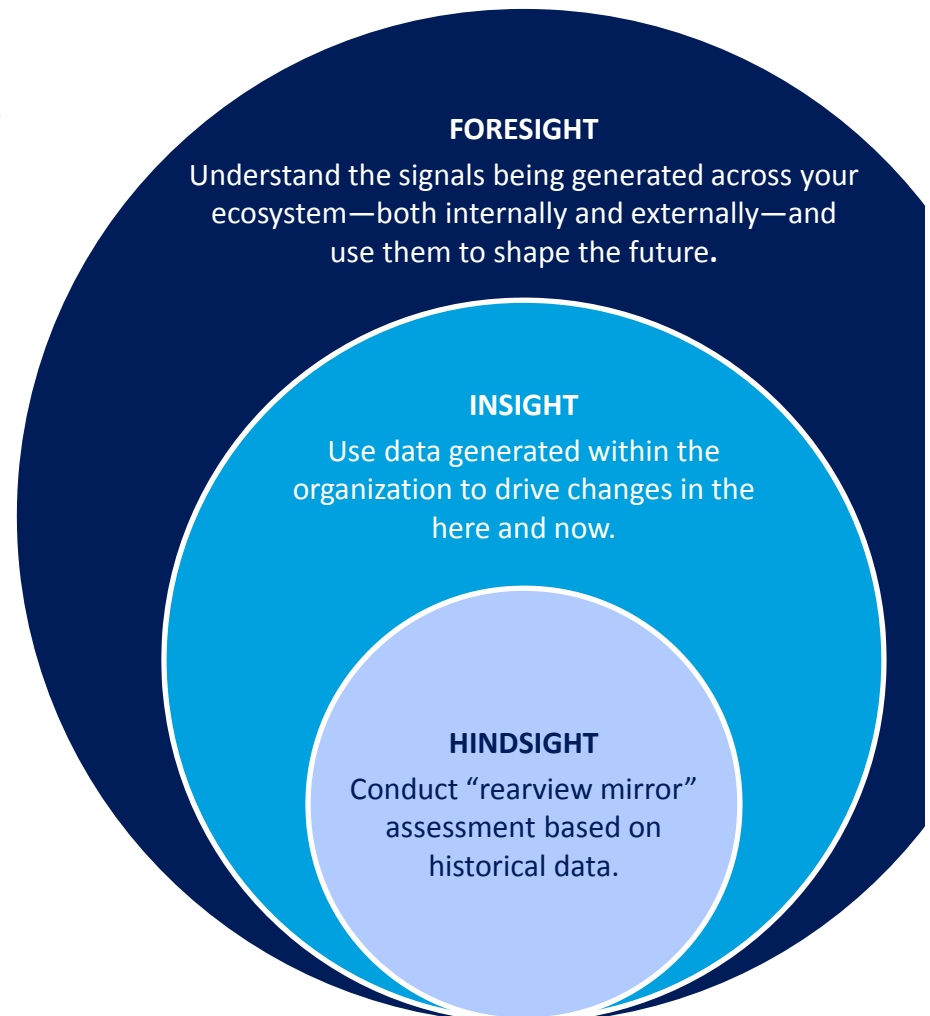 FORESIGHT
Understand the signals being generated across your
ecosystem—both internally and externally—and
use them to shape the future.
INSIGHT
Use data generated within the
organization to drive changes in the
here and now.
HINDSIGHT
Conduct “rearview mirror”
assessment based on
historical data.